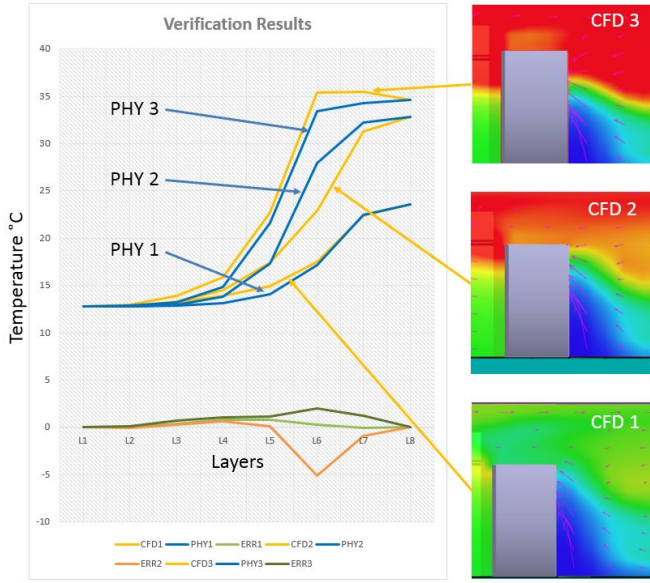 Verification Results
40
35
30
25
20
15
10
5
0
-5
-10
Temperature °C
PHY 3
PHY 2
PHY 1
L1 L2 L3 L4 L5 L6 L7 L8
Layers
CFD1 PHY1 ERR1 CFD2 PHY2
ERR2 CFD3 PHY3 ERR3
CFD 3
CFD 2
CFD 1